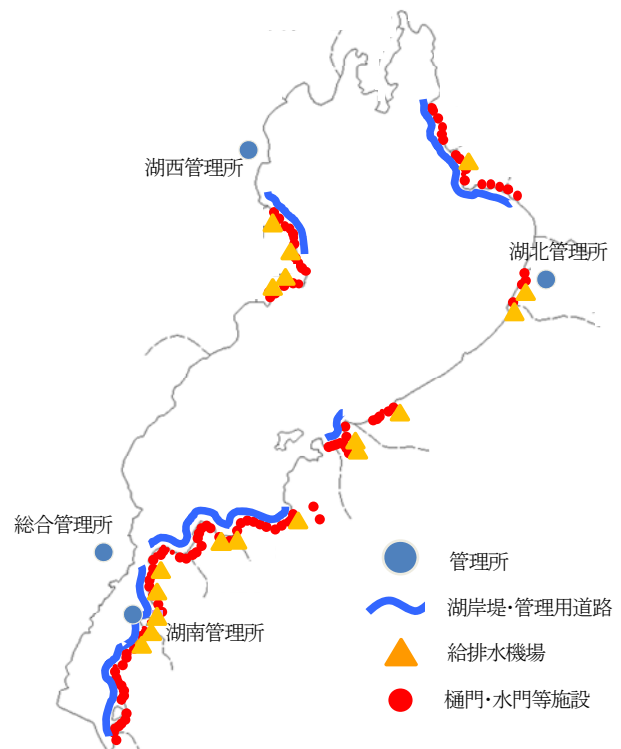 湖西管理所
湖北管理所
総合管理所
湖南管理所
管理所
湖岸堤・管理用道路
給排水機場
樋門・水門等施設